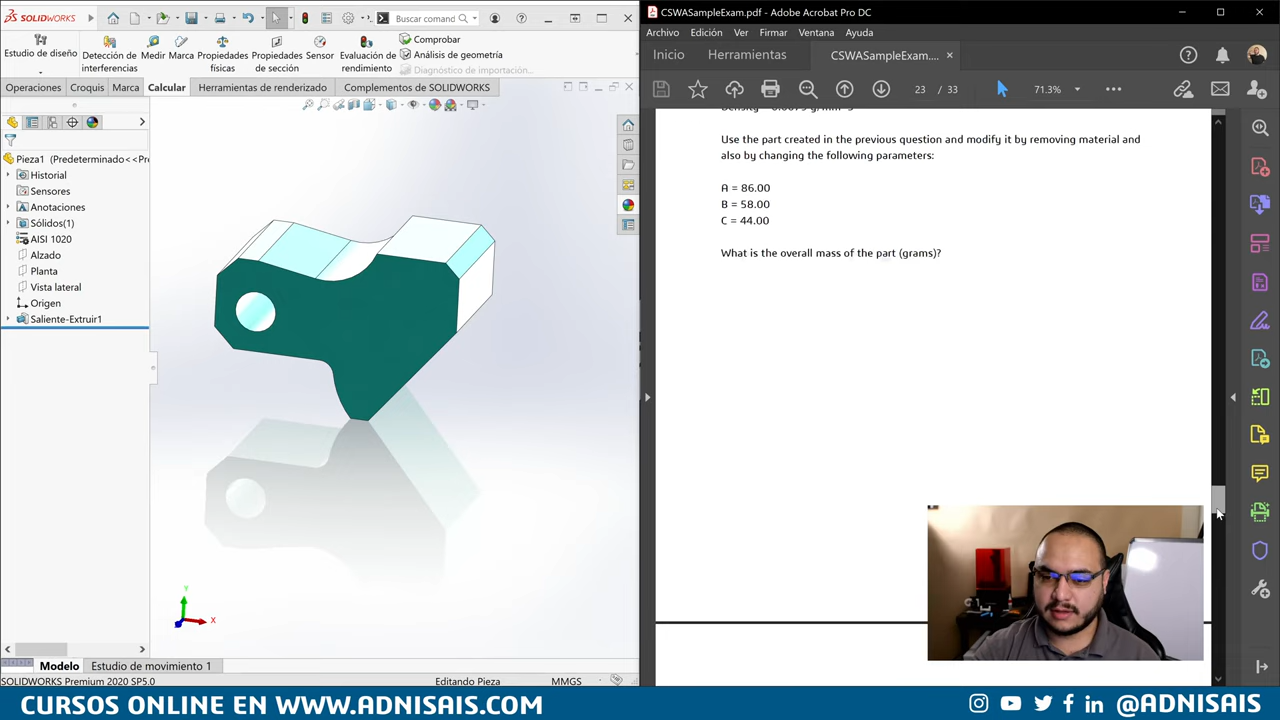 SOLIDWORKS
Buscar comando
CSWASampleExam.pdf - Adobe Acrobat Pro DC
Archivo Edición Ver Firmar Ventana Ayuda
Inicio Herramientas CSWASampleExam.... ×
23 / 33 71.3%
Estudio de diseño
Detección de interferencias
Medir
Marca
Propiedades físicas
Propiedades de sección
Sensor
Evaluación de rendimiento
Comprobar
Análisis de geometría
Diagnóstico de importación...
Operaciones Croquis Marca Calcular Herramientas de renderizado Complementos de SOLIDWORKS
Pieza1 (Predeterminado<<Pre
Historial
Sensores
Anotaciones
Sólidos(1)
AISI 1020
Alzado
Planta
Vista lateral
Origen
Saliente-Extruir1
Use the part created in the previous question and modify it by removing material and
also by changing the following parameters:
A = 86.00
B = 58.00
C = 44.00
What is the overall mass of the part (grams)?
Y
X
Modelo Estudio de movimiento 1
SOLIDWORKS Premium 2020 SP5.0 Editando Pieza MMGS
CURSOS ONLINE EN WWW.ADNISAIS.COM
@ADNISAIS